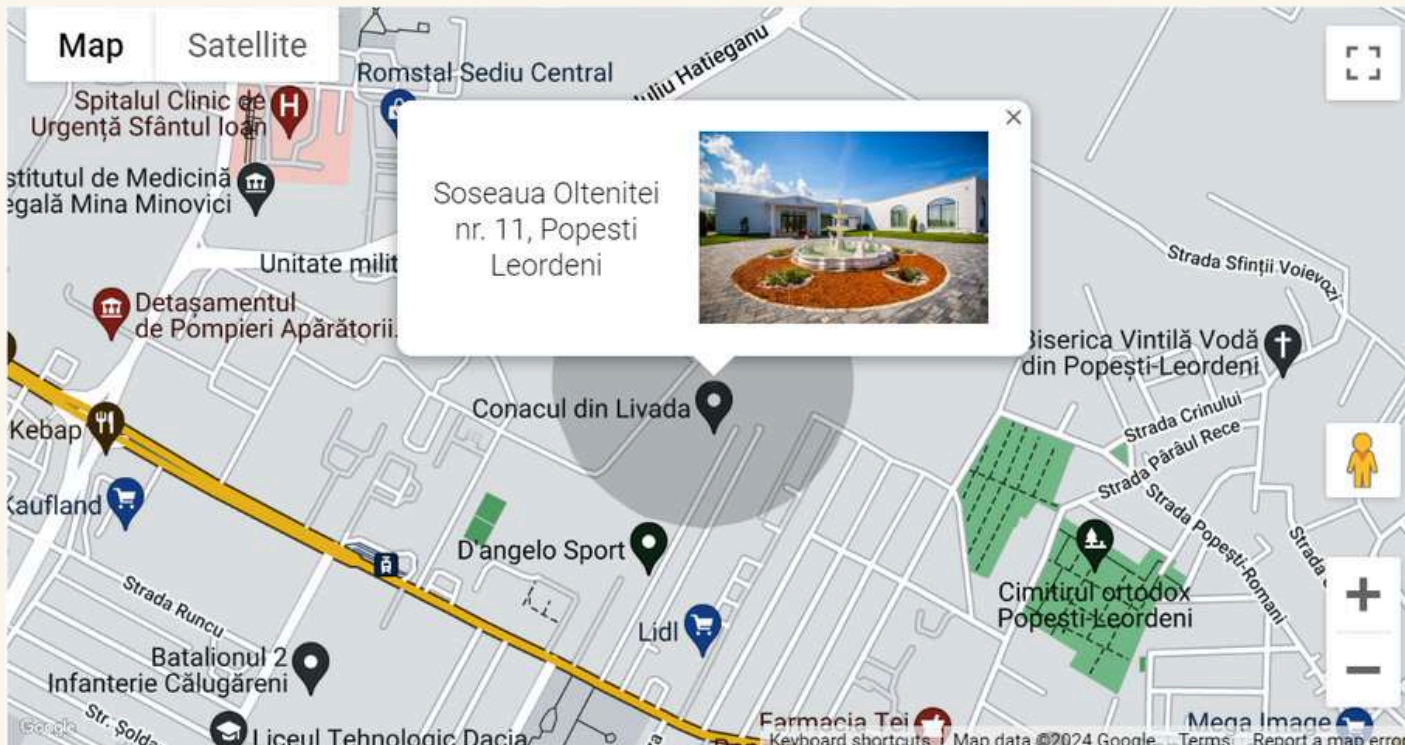 Map
Satellite
Romstal Sediu Central
Iuliu Hatieganu
Spitalul Clinic de
Urgență Sfântul Ioan
stitutul de Medicină
egală Mina Minovici
Soseaua Oltenitei
nr. 11, Popesti
Leordeni
Unitate milit
Strada Sfinții Voievozi
Detașamentul
de Pompieri Apărătorii.
Biserica Vintilă Vodă
din Popești-Leordeni
Conacul din Livada
Strada Crinului
Kebap
Strada Pârâul Rece
Kaufland
Strada Popești-Romani
Strada
D'angelo Sport
Strada Runcu
Cimitirul ortodox
Popești-Leordeni
Lidl
Batalionul 2
Infanterie Călugăreni
Str. Șolda
Google
Liceul Tehnologic Dacia
Farmacia Tei
Mega Image
Keyboard shortcuts
Map data ©2024 Google
Terms
Report a map error